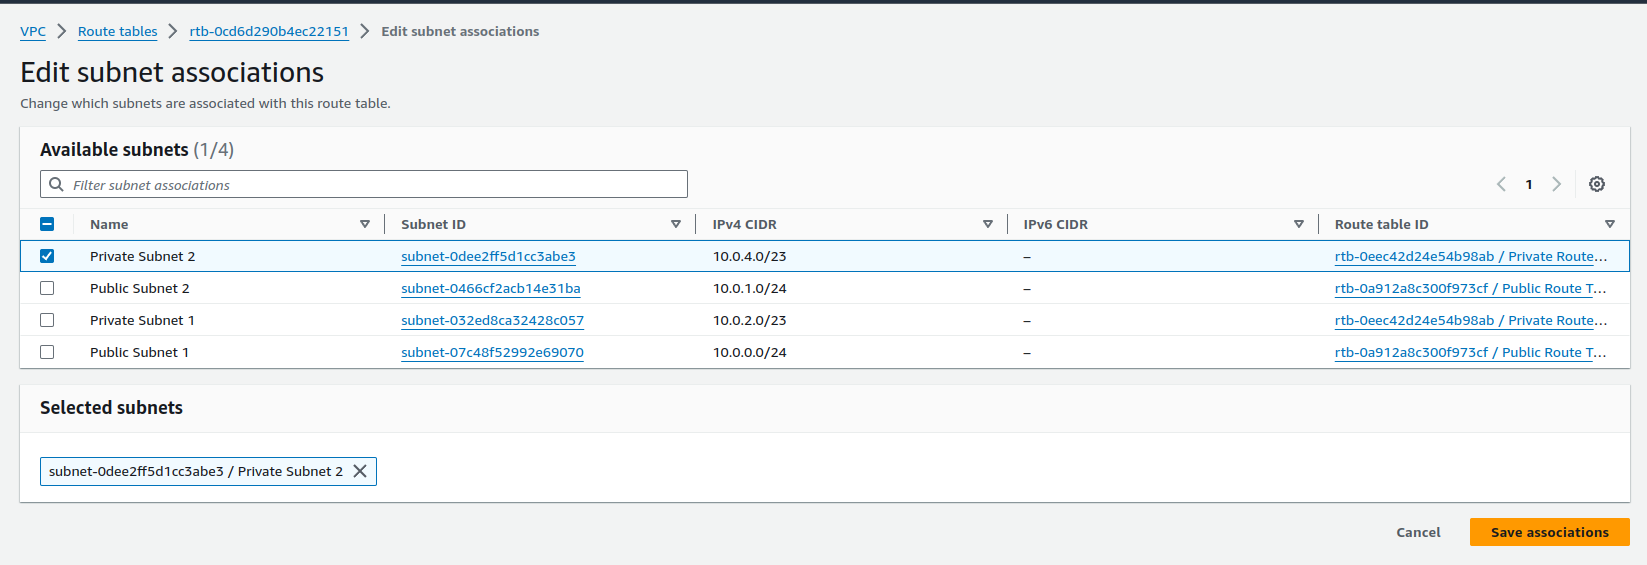 VPC > Route tables > rtb-0cd6d290b4ec22151 > Edit subnet associations
Edit subnet associations
Change which subnets are associated with this route table.
Available subnets (1/4)
Filter subnet associations
1
Name Subnet ID IPv4 CIDR IPv6 CIDR Route table ID
Private Subnet 2 subnet-0dee2ff5d1cc3abe3 10.0.4.0/23 – rtb-0eec42d24e54b98ab / Private Route...
Public Subnet 2 subnet-0466cf2acb14e31ba 10.0.1.0/24 – rtb-0a912a8c300f973cf / Public Route T...
Private Subnet 1 subnet-032ed8ca32428c057 10.0.2.0/23 – rtb-0eec42d24e54b98ab / Private Route...
Public Subnet 1 subnet-07c48f52992e69070 10.0.0.0/24 – rtb-0a912a8c300f973cf / Public Route T...
Selected subnets
subnet-0dee2ff5d1cc3abe3 / Private Subnet 2
Cancel Save associations